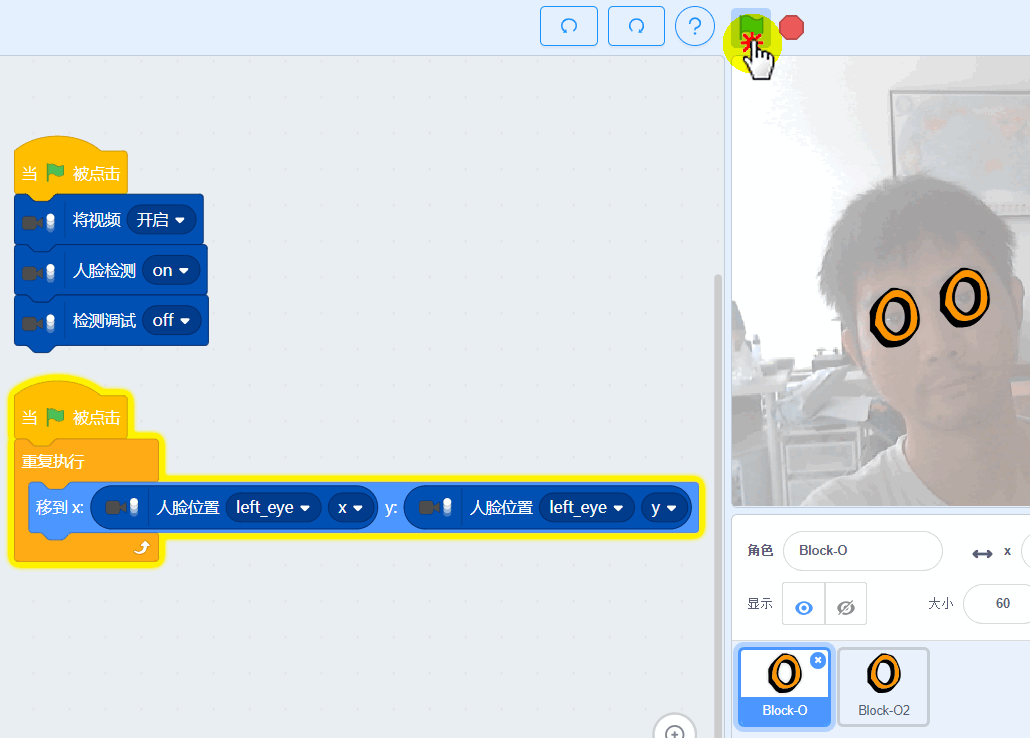 ?
当 被点击
将视频 开启
人脸检测 on
检测调试 off
当 被点击
重复执行
移到 x: 人脸位置 left_eye x y: 人脸位置 left_eye y
角色 Block-O x
显示 大小 60
Block-O Block-O2